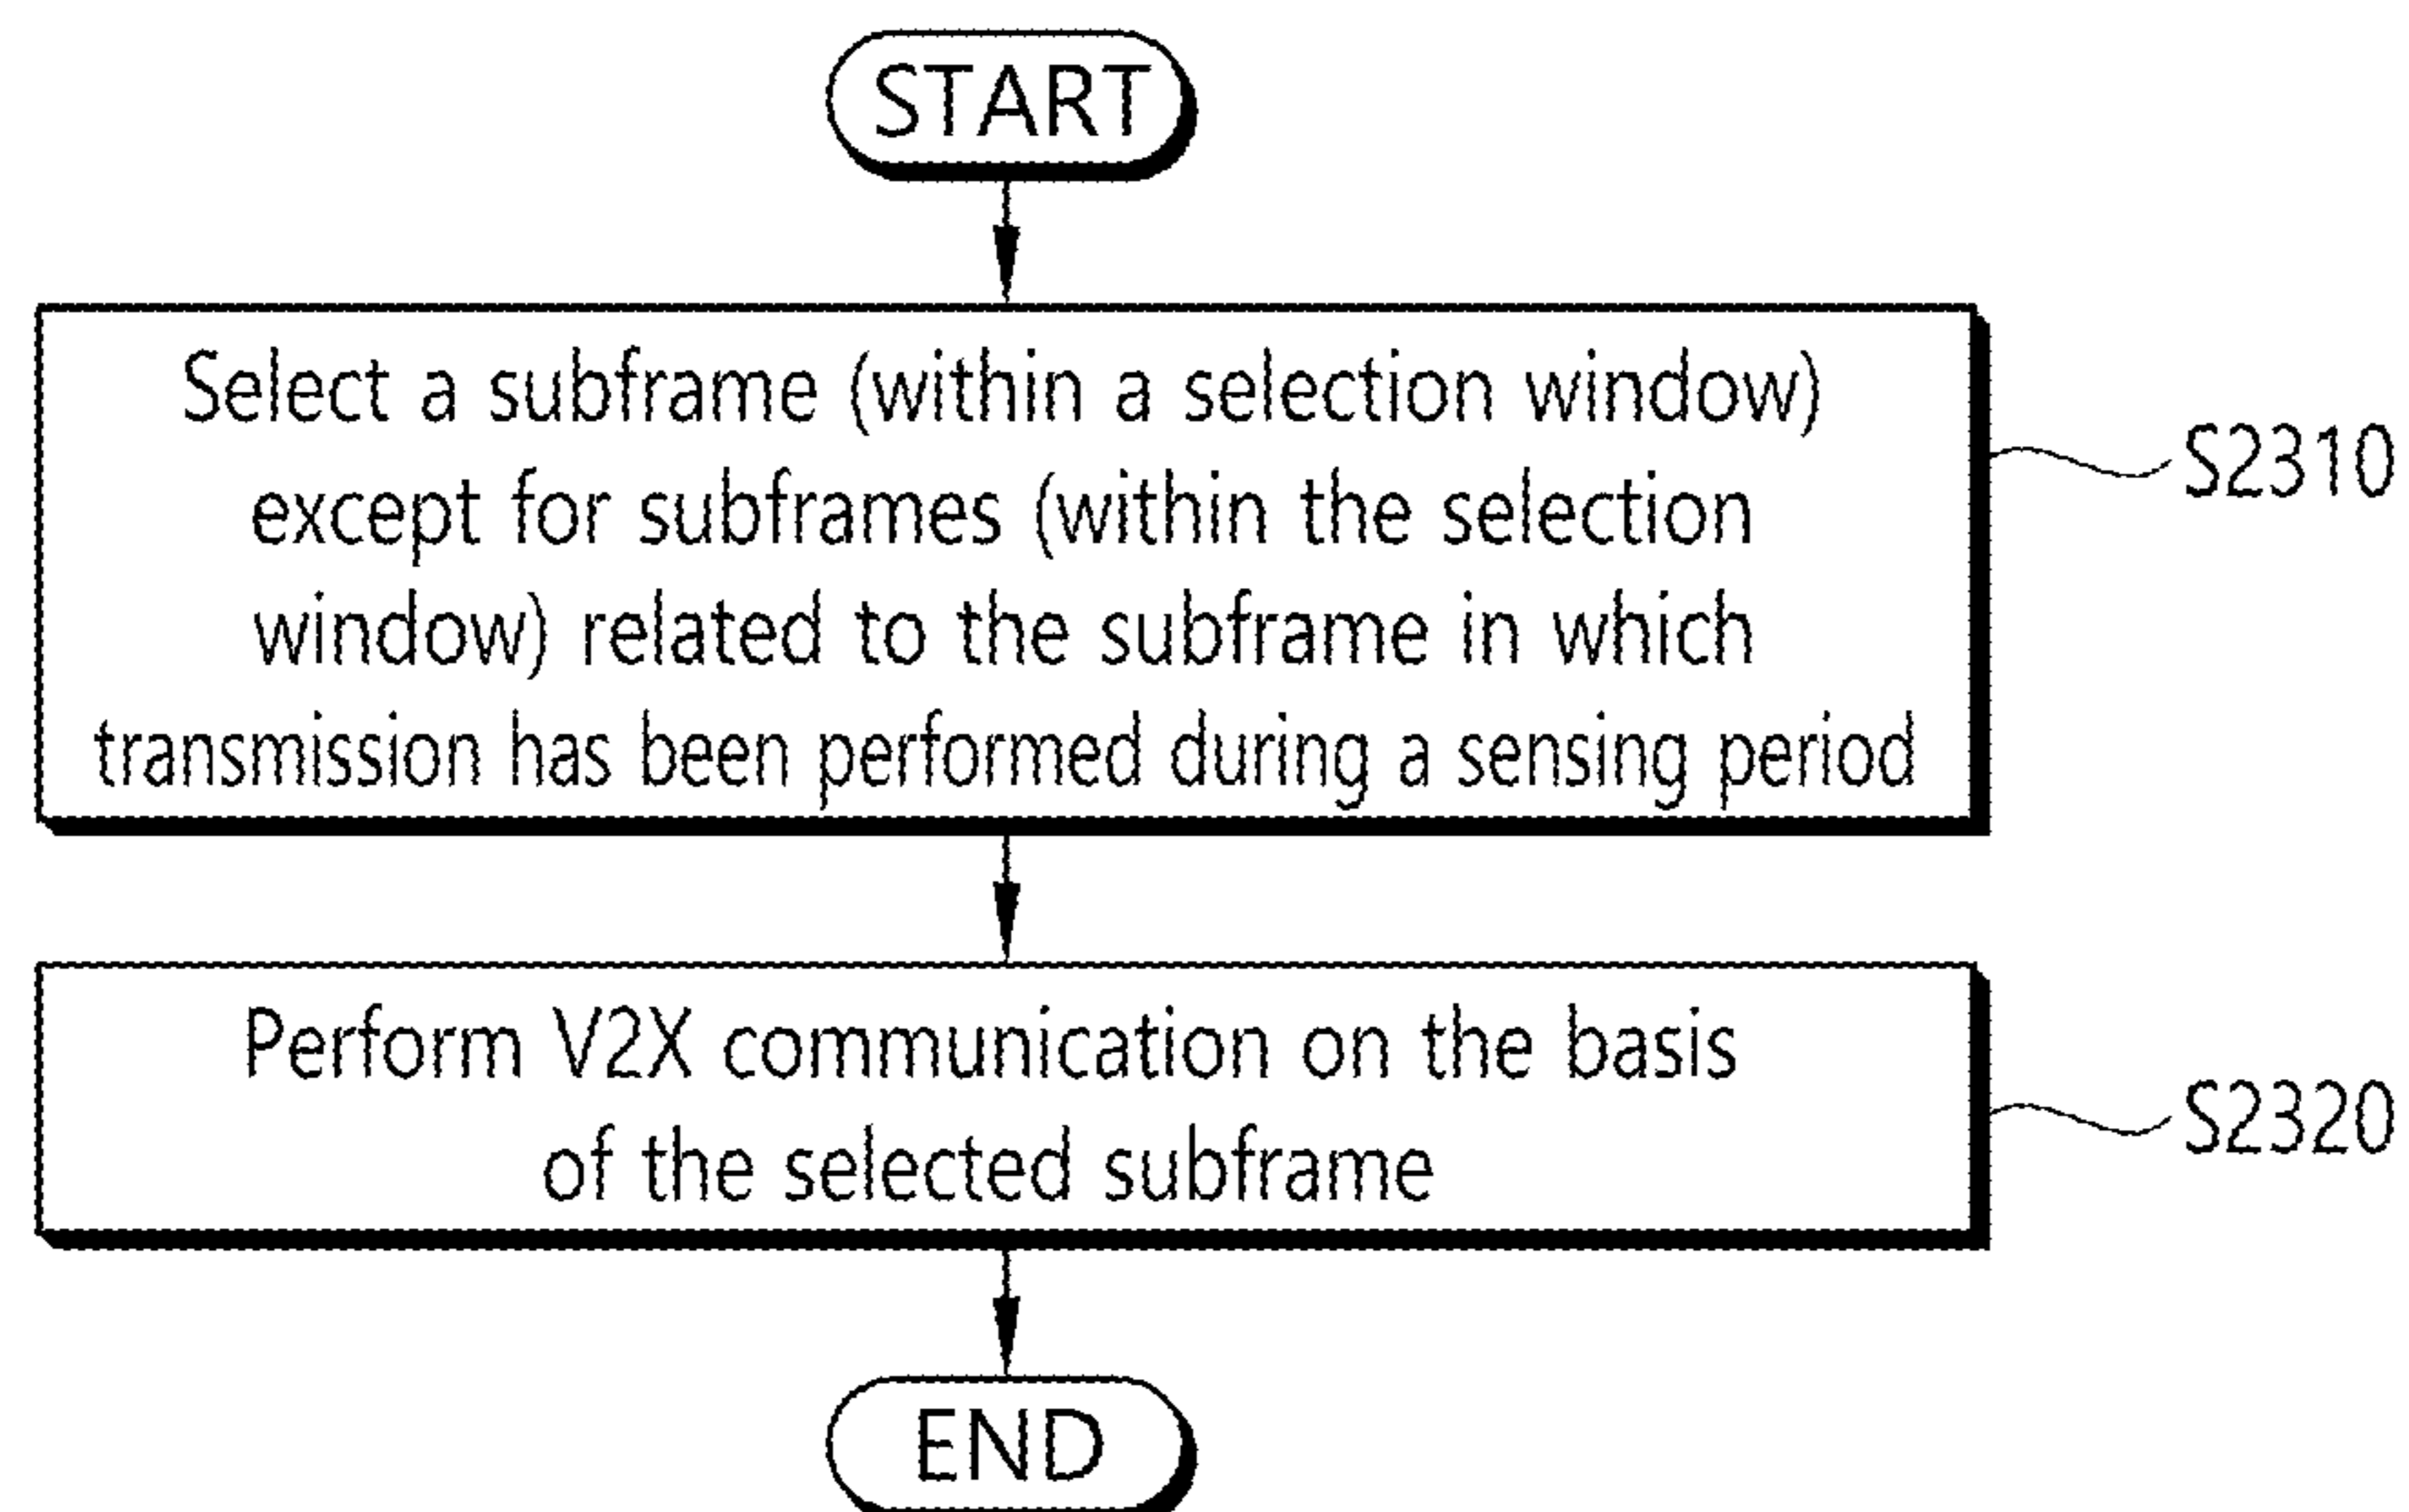 START
Select a subframe (within a selection window)
except for subframes (within the selection
window) related to the subframe in which
transmission has been performed during a sensing period
S2310
Perform V2X communication on the basis
of the selected subframe
S2320
END